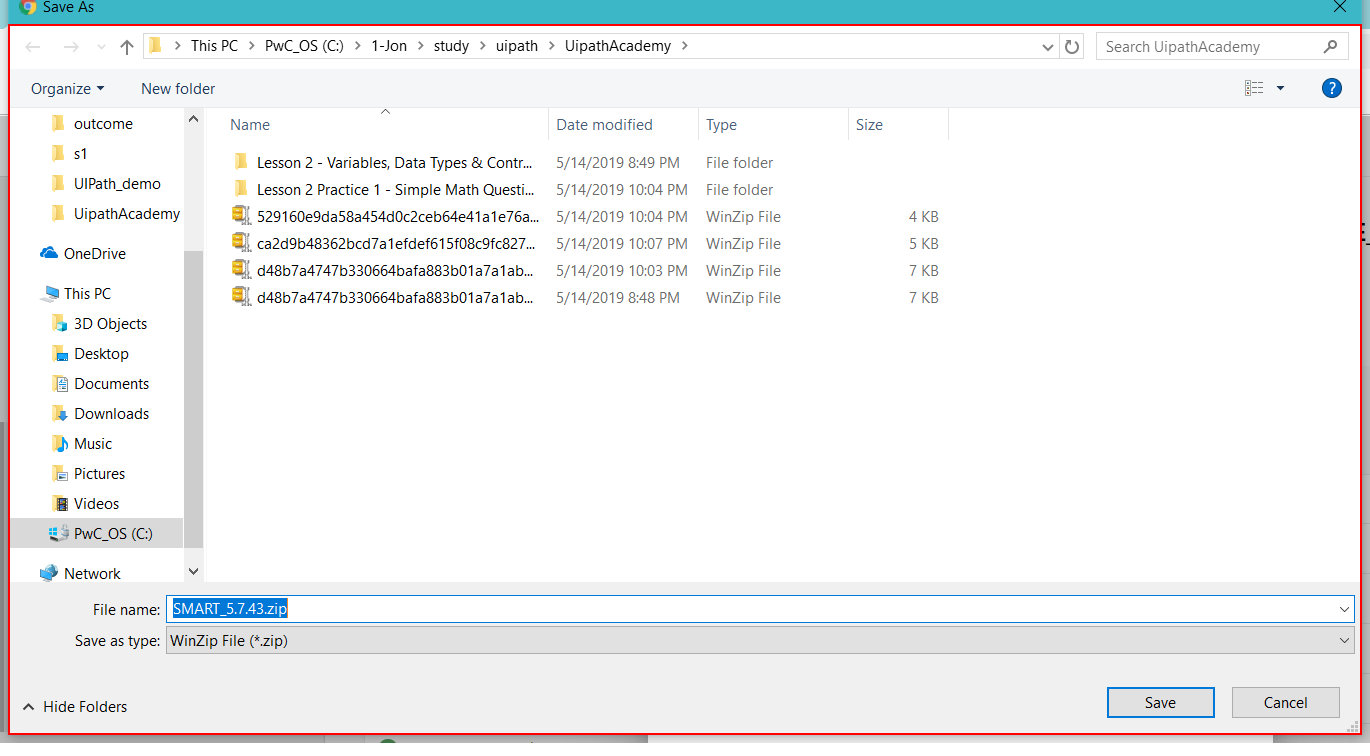 Save As
This PC > PwC_OS (C:) > 1-Jon > study > uipath > UipathAcademy >
Search UipathAcademy
Organize
New folder
?
outcome
s1
UIPath_demo
UipathAcademy
OneDrive
This PC
3D Objects
Desktop
Documents
Downloads
Music
Pictures
Videos
PwC_OS (C:)
Network
Name Date modified Type Size
Lesson 2 - Variables, Data Types & Contr... 5/14/2019 8:49 PM File folder
Lesson 2 Practice 1 - Simple Math Questi... 5/14/2019 10:04 PM File folder
529160e9da58a454d0c2ceb64e41a1e76a... 5/14/2019 10:04 PM WinZip File 4 KB
ca2d9b48362bcd7a1efdef615f08c9fc827... 5/14/2019 10:07 PM WinZip File 5 KB
d48b7a4747b330664bafa883b01a7a1ab... 5/14/2019 10:03 PM WinZip File 7 KB
d48b7a4747b330664bafa883b01a7a1ab... 5/14/2019 8:48 PM WinZip File 7 KB
File name: SMART_5.7.43.zip
Save as type: WinZip File (*.zip)
Hide Folders
Save
Cancel